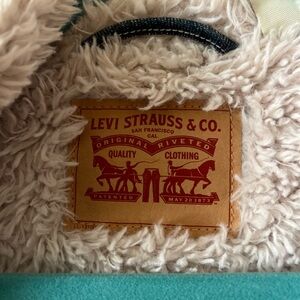 LEVI STRAUSS & CO.
SAN FRANCISCO
CAL.
ORIGINAL RIVETED
QUALITY CLOTHING
PATENTED MAY 20 1873